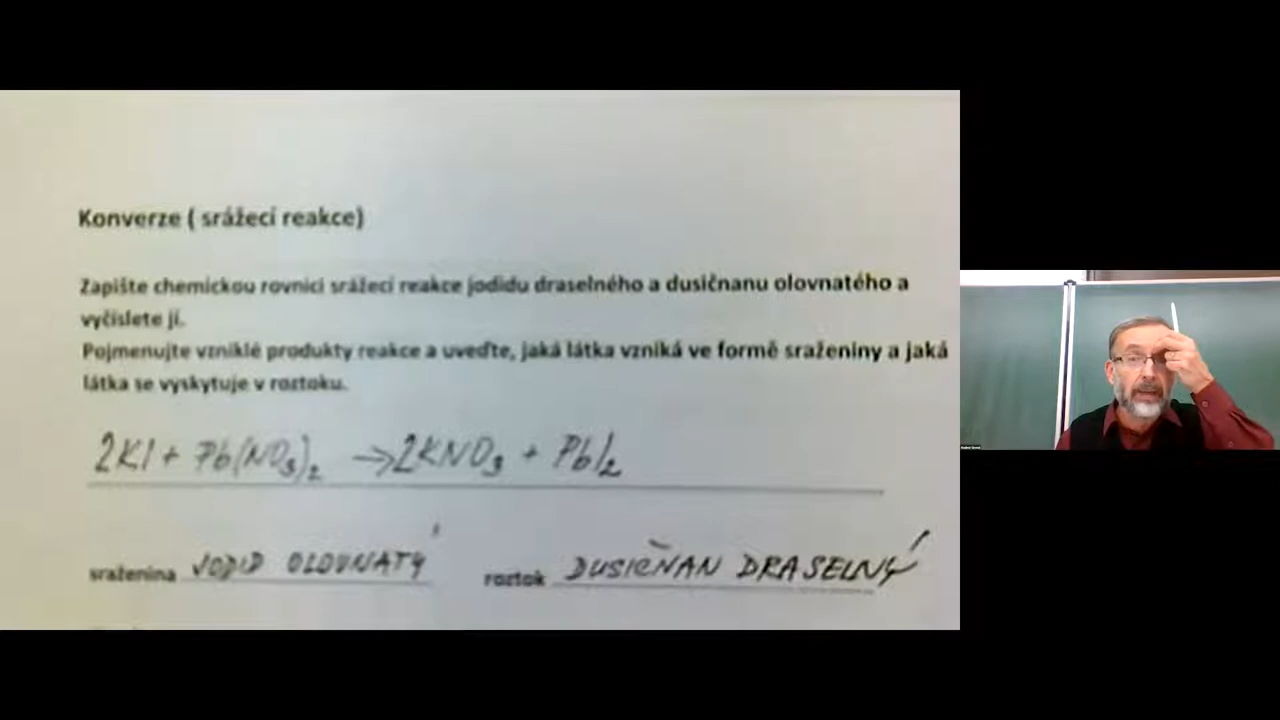 Konverze ( srážecí reakce)
Zapište chemickou rovnici srážecí reakce jodidu draselného a dusičnanu olovnatého a
vyčíslete ji.
Pojmenujte vzniklé produkty reakce a uveďte, jaká látka vzniká ve formě sraženiny a jaká
látka se vyskytuje v roztoku.
2KI + Pb(NO3)2 → 2KNO3 + PbI2
sraženina JODID OLOVNATÝ roztok DUSIČNAN DRASELNÝ